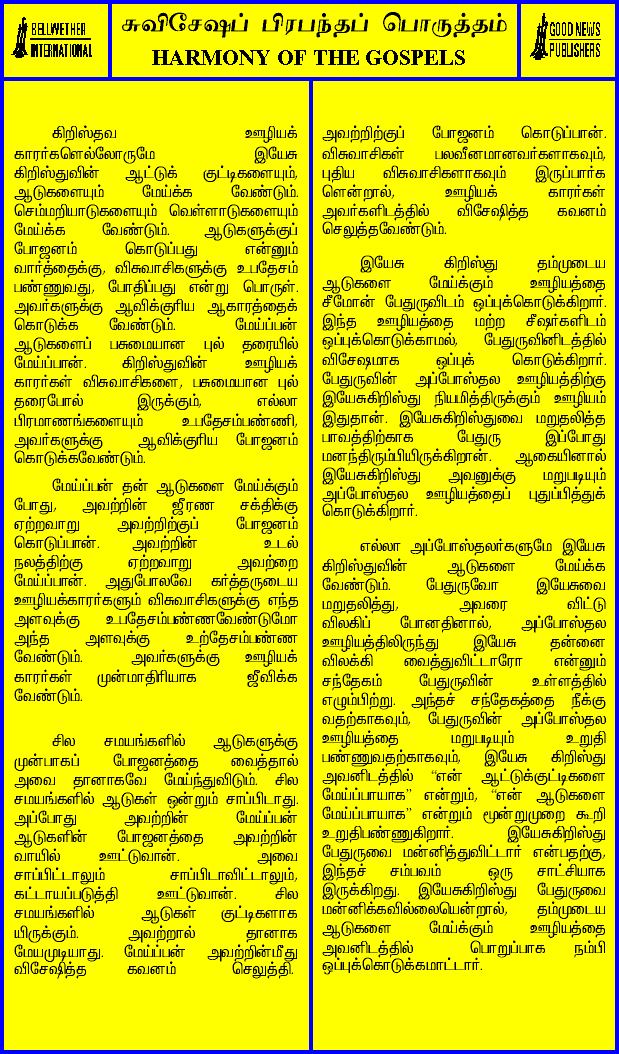 BELLWETHER
INTERNATIONAL
சுவிசேஷப் பிரபந்தப் பொருத்தம்
HARMONY OF THE GOSPELS
GOOD NEWS
PUBLISHERS
கிறிஸ்தவ ஊழியக்
காரர்களெல்லோருமே இயேசு
கிறிஸ்துவின் ஆட்டுக் குட்டிகளையும்,
ஆடுகளையும் மேய்க்க வேண்டும்.
செம்மறியாடுகளையும் வெள்ளாடுகளையும்
மேய்க்க வேண்டும். ஆடுகளுக்குப்
போஜனம் கொடுப்பது என்னும்
வார்த்தைக்கு, விசுவாசிகளுக்கு உபதேசம்
பண்ணுவது, போதிப்பது என்று பொருள்.
அவர்களுக்கு ஆவிக்குரிய ஆகாரத்தைக்
கொடுக்க வேண்டும். மேய்ப்பன்
ஆடுகளைப் பசுமையான புல் தரையில்
மேய்ப்பான். கிறிஸ்துவின் ஊழியக்
காரர்கள் விசுவாசிகளை, பசுமையான புல்
தரைபோல் இருக்கும், எல்லா
பிரமாணங்களையும் உபதேசம்பண்ணி,
அவர்களுக்கு ஆவிக்குரிய போஜனம்
கொடுக்கவேண்டும்.
மேய்ப்பன் தன் ஆடுகளை மேய்க்கும்
போது, அவற்றின் ஜீரண சக்திக்கு
ஏற்றவாறு அவற்றிற்குப் போஜனம்
கொடுப்பான். அவற்றின் உடல்
நலத்திற்கு ஏற்றவாறு அவற்றை
மேய்ப்பான். அதுபோலவே கர்த்தருடைய
ஊழியக்காரர்களும் விசுவாசிகளுக்கு எந்த
அளவுக்கு உபதேசம்பண்ணவேண்டுமோ
அந்த அளவுக்கு உற்தேசம்பண்ண
வேண்டும். அவர்களுக்கு ஊழியக்
காரர்கள் முன்மாதிரியாக ஜீவிக்க
வேண்டும்.
சில சமயங்களில் ஆடுகளுக்கு
முன்பாகப் போஜனத்தை வைத்தால்
அவை தானாகவே மேய்ந்துவிடும். சில
சமயங்களில் ஆடுகள் ஒன்றும் சாப்பிடாது.
அப்போது அவற்றின் மேய்ப்பன்
ஆடுகளின் போஜனத்தை அவற்றின்
வாயில் ஊட்டுவான். அவை
சாப்பிட்டாலும் சாப்பிடாவிட்டாலும்,
கட்டாயப்படுத்தி ஊட்டுவான். சில
சமயங்களில் ஆடுகள் குட்டிகளாக
யிருக்கும். அவற்றால் தானாக
மேயமுடியாது. மேய்ப்பன் அவற்றின்மீது
விசேஷித்த கவனம் செலுத்தி.
அவற்றிற்குப் போஜனம் கொடுப்பான்.
விசுவாசிகள் பலவீனமானவர்களாகவும்,
புதிய விசுவாசிகளாகவும் இருப்பார்க
ளென்றால், ஊழியக் காரர்கள்
அவர்களிடத்தில் விசேஷித்த கவனம்
செலுத்தவேண்டும்.
இயேசு கிறிஸ்து தம்முடைய
ஆடுகளை மேய்க்கும் ஊழியத்தை
சீமோன் பேதுருவிடம் ஒப்புக்கொடுக்கிறார்.
இந்த ஊழியத்தை மற்ற சீஷர்களிடம்
ஒப்புக்கொடுக்காமல், பேதுருவினிடத்தில்
விசேஷமாக ஒப்புக் கொடுக்கிறார்.
பேதுருவின் அப்போஸ்தல ஊழியத்திற்கு
இயேசுகிறிஸ்து நியமித்திருக்கும் ஊழியம்
இதுதான். இயேசுகிறிஸ்துவை மறுதலித்த
பாவத்திற்காக பேதுரு இப்போது
மனந்திரும்பியிருக்கிறான். ஆகையினால்
இயேசுகிறிஸ்து அவனுக்கு மறுபடியும்
அப்போஸ்தல ஊழியத்தைப் புதுப்பித்துக்
கொடுக்கிறார்.
எல்லா அப்போஸ்தலர்களுமே இயேசு
கிறிஸ்துவின் ஆடுகளை மேய்க்க
வேண்டும். பேதுருவோ இயேசுவை
மறுதலித்து, அவரை விட்டு
விலகிப் போனதினால், அப்போஸ்தல
ஊழியத்திலிருந்து இயேசு தன்னை
விலக்கி வைத்துவிட்டாரோ என்னும்
சந்தேகம் பேதுருவின் உள்ளத்தில்
எழும்பிற்று. அந்தச் சந்தேகத்தை நீக்கு
வதற்காகவும், பேதுருவின் அப்போஸ்தல
ஊழியத்தை மறுபடியும் உறுதி
பண்ணுவதற்காகவும், இயேசு கிறிஸ்து
அவனிடத்தில் “என் ஆட்டுக்குட்டிகளை
மேய்ப்பாயாக” என்றும், “என் ஆடுகளை
மேய்ப்பாயாக” என்றும் மூன்றுமுறை கூறி
உறுதிபண்ணுகிறார். இயேசுகிறிஸ்து
பேதுருவை மன்னித்துவிட்டார் என்பதற்கு,
இந்தச் சம்பவம் ஒரு சாட்சியாக
இருக்கிறது. இயேசுகிறிஸ்து பேதுருவை
மன்னிக்கவில்லையென்றால், தம்முடைய
ஆடுகளை மேய்க்கும் ஊழியத்தை
அவனிடத்தில் பொறுப்பாக நம்பி
ஒப்புக்கொடுக்கமாட்டார்.